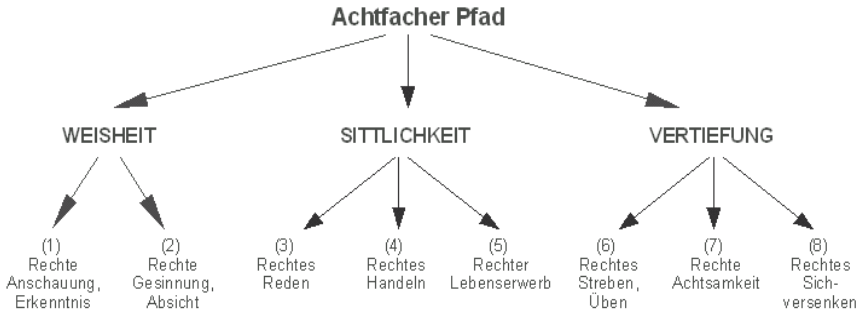 Achtfacher Pfad
WEISHEIT
SITTLICHKEIT
VERTIEFUNG
(1)
Rechte
Anschauung,
Erkenntnis
(2)
Rechte
Gesinnung,
Absicht
(3)
Rechtes
Reden
(4)
Rechtes
Handeln
(5)
Rechter
Lebenserwerb
(6)
Rechtes
Streben,
Üben
(7)
Rechte
Achtsamkeit
(8)
Rechtes
Sich-
versenken